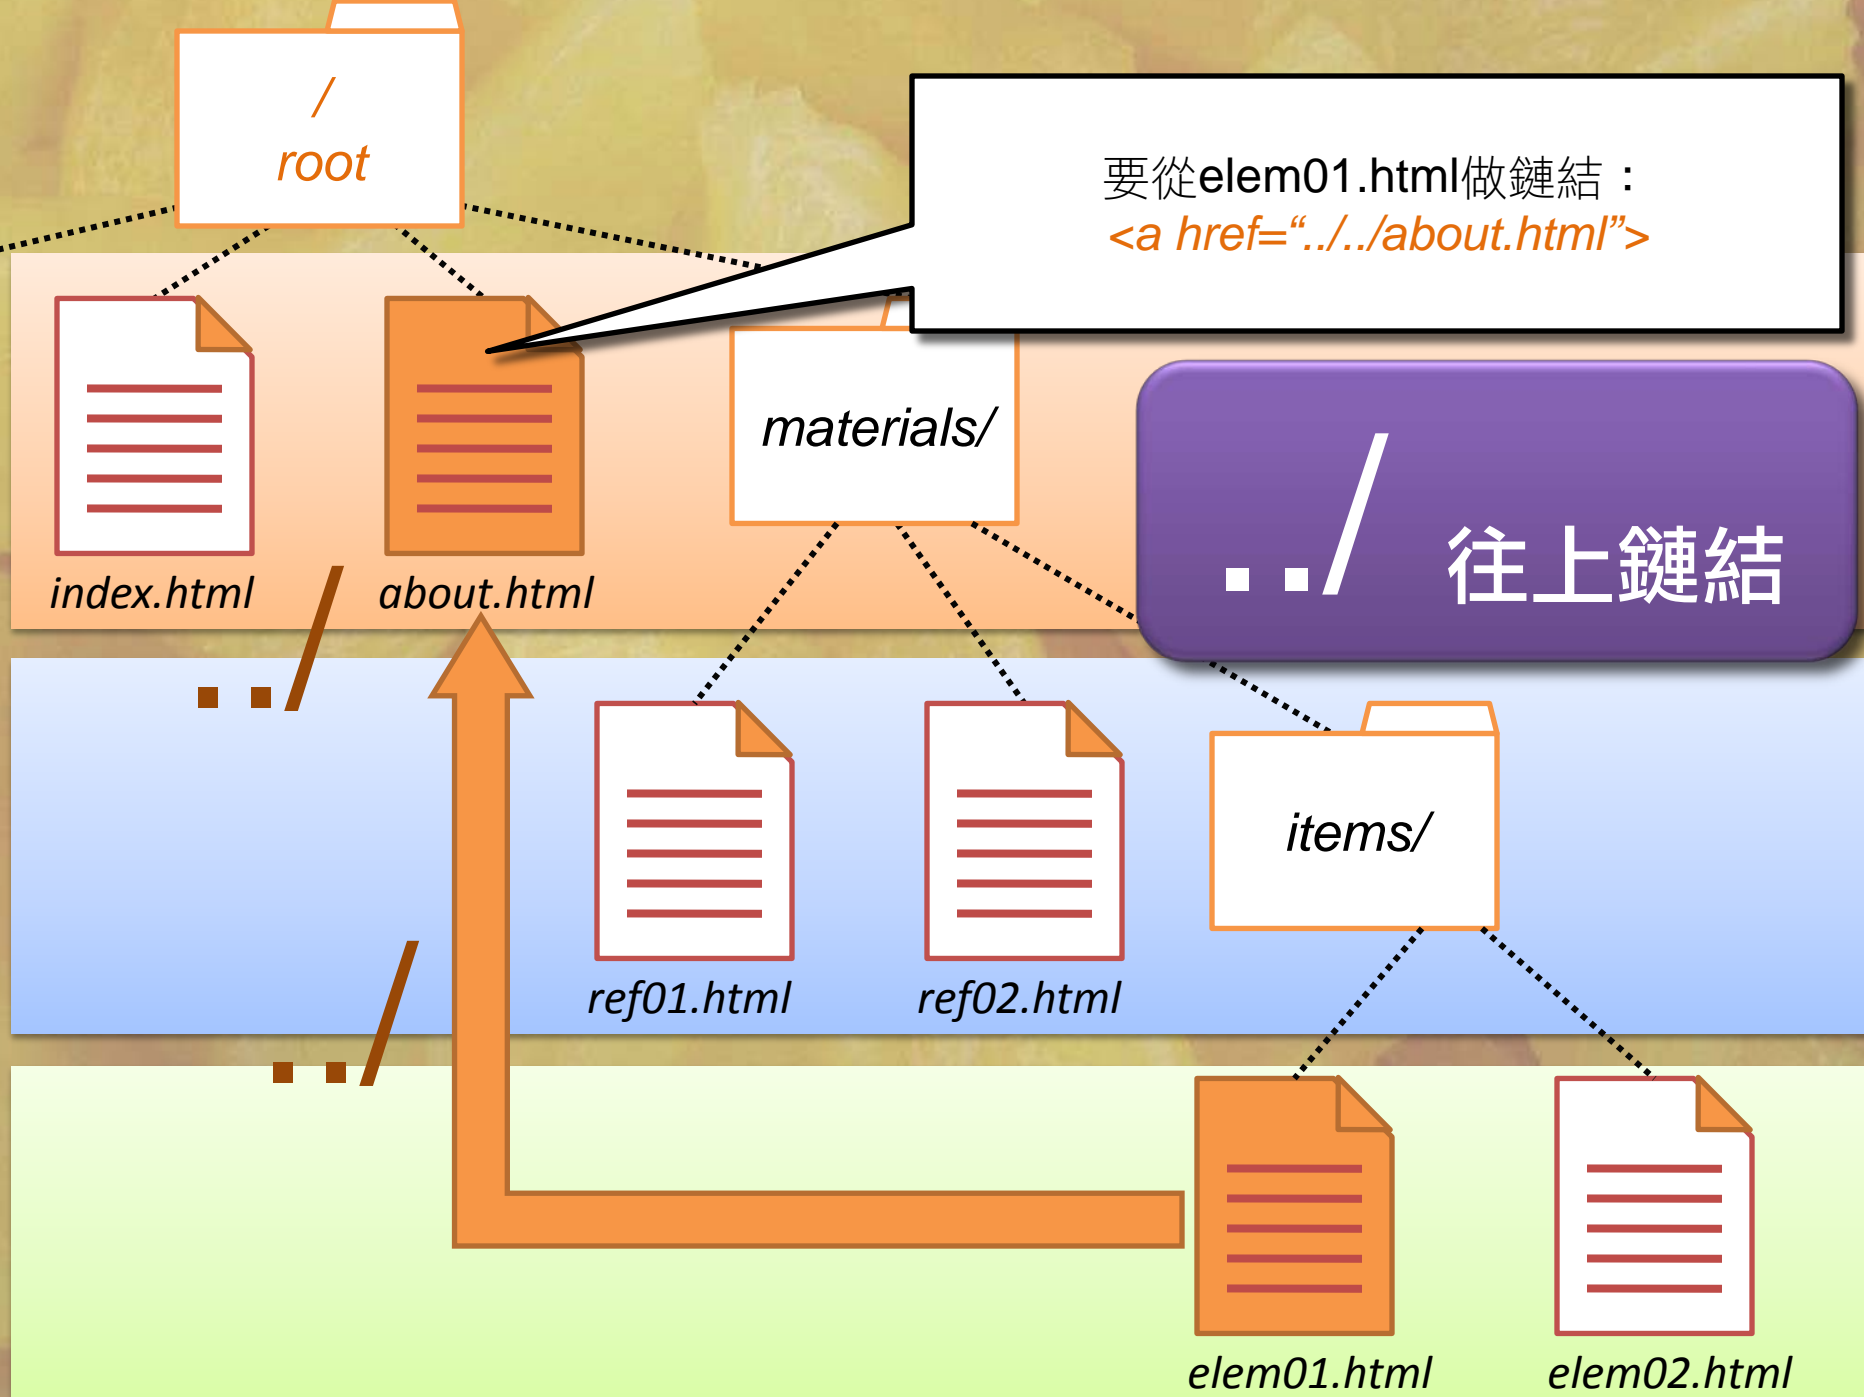 /
root
要從elem01.html做鏈結：
<a href=“../../about.html”>
materials/
../ 往上鏈結
index.html
about.html
../
items/
ref01.html
ref02.html
../
elem01.html
elem02.html